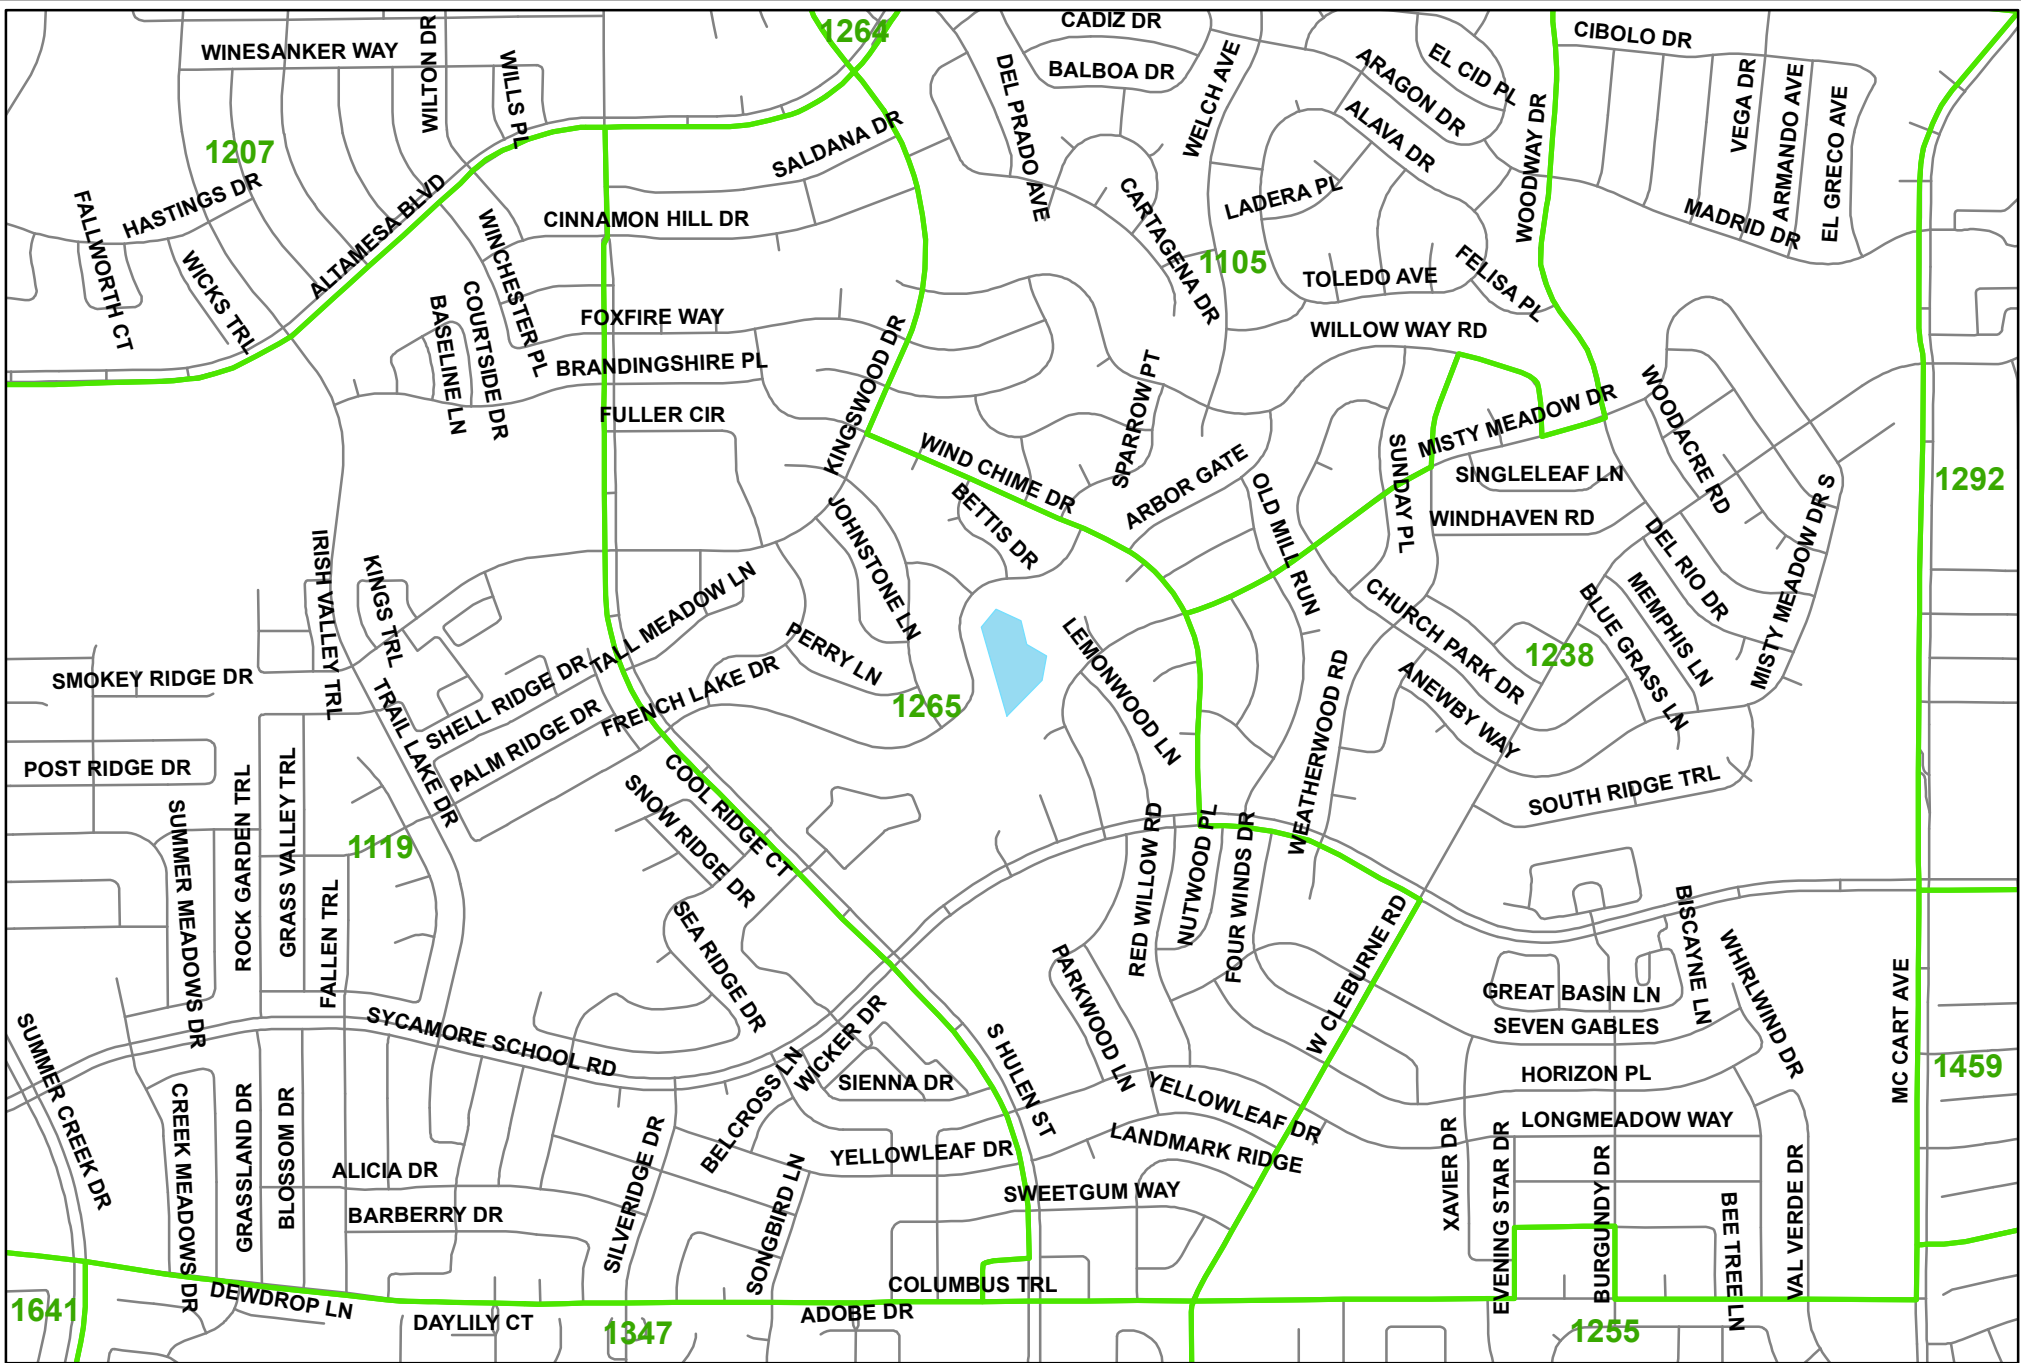 CADIZ DR
1264
CIBOLO DR
WINESANKER WAY
WILTON DR
WILLS PL
DEL PRADO AVE
BALBOA DR
WELCH AVE
ARAGON DR
EL CID PL
VEGA DR
ARMANDO AVE
EL GRECO AVE
WOODWAY DR
ALAVA DR
SALDANA DR
1207
HASTINGS DR
FALLWORTH CT
WICKS TRL
ALTAMESA BLVD
WINCHESTER PL
CINNAMON HILL DR
CARTAGENA DR
LADERA PL
MADRID DR
1105
TOLEDO AVE
FELISA PL
BASELINE LN
COURTSIDE DR
FOXFIRE WAY
WILLOW WAY RD
BRANDINGSHIRE PL
KINGSWOOD DR
SPARROW PT
WOODACRE RD
FULLER CIR
MISTY MEADOW DR
WIND CHIME DR
ARBOR GATE
OLD MILL RUN
SUNDAY PL
SINGLELEAF LN
1292
BETTIS DR
JOHNSTONE LN
WINDHAVEN RD
DEL RIO DR
MISTY MEADOW DR S
IRISH VALLEY TRL
KINGS TRL
TALL MEADOW LN
CHURCH PARK DR
BLUE GRASS LN
MEMPHIS LN
PERRY LN
LEMONWOOD LN
1238
SMOKEY RIDGE DR
TRAIL LAKE DR
SHELL RIDGE DR
FRENCH LAKE DR
WEATHERWOOD RD
ANEWBY WAY
1265
PALM RIDGE DR
POST RIDGE DR
ROCK GARDEN TRL
GRASS VALLEY TRL
COOL RIDGE CT
SNOW RIDGE DR
SOUTH RIDGE TRL
SUMMER MEADOWS DR
1119
RED WILLOW RD
NUTWOOD PL
FOUR WINDS DR
FALLEN TRL
SEA RIDGE DR
PARKWOOD LN
W CLEBURNE RD
BISCAYNE LN
WHIRLWIND DR
MC CART AVE
GREAT BASIN LN
SUMMER CREEK DR
SYCAMORE SCHOOL RD
WICKER DR
S HULEN ST
SEVEN GABLES
1459
HORIZON PL
CREEK MEADOWS DR
GRASSLAND DR
BLOSSOM DR
BELCROSS LN
SIENNA DR
YELLOWLEAF DR
LONGMEADOW WAY
XAVIER DR
EVENING STAR DR
BURGUNDY DR
VAL VERDE DR
ALICIA DR
SILVERIDGE DR
SONGBIRD LN
YELLOWLEAF DR
LANDMARK RIDGE
BARBERRY DR
SWEETGUM WAY
BEE TREE LN
COLUMBUS TRL
1641
DEWDROP LN
DAYLILY CT
1347
ADOBE DR
1255